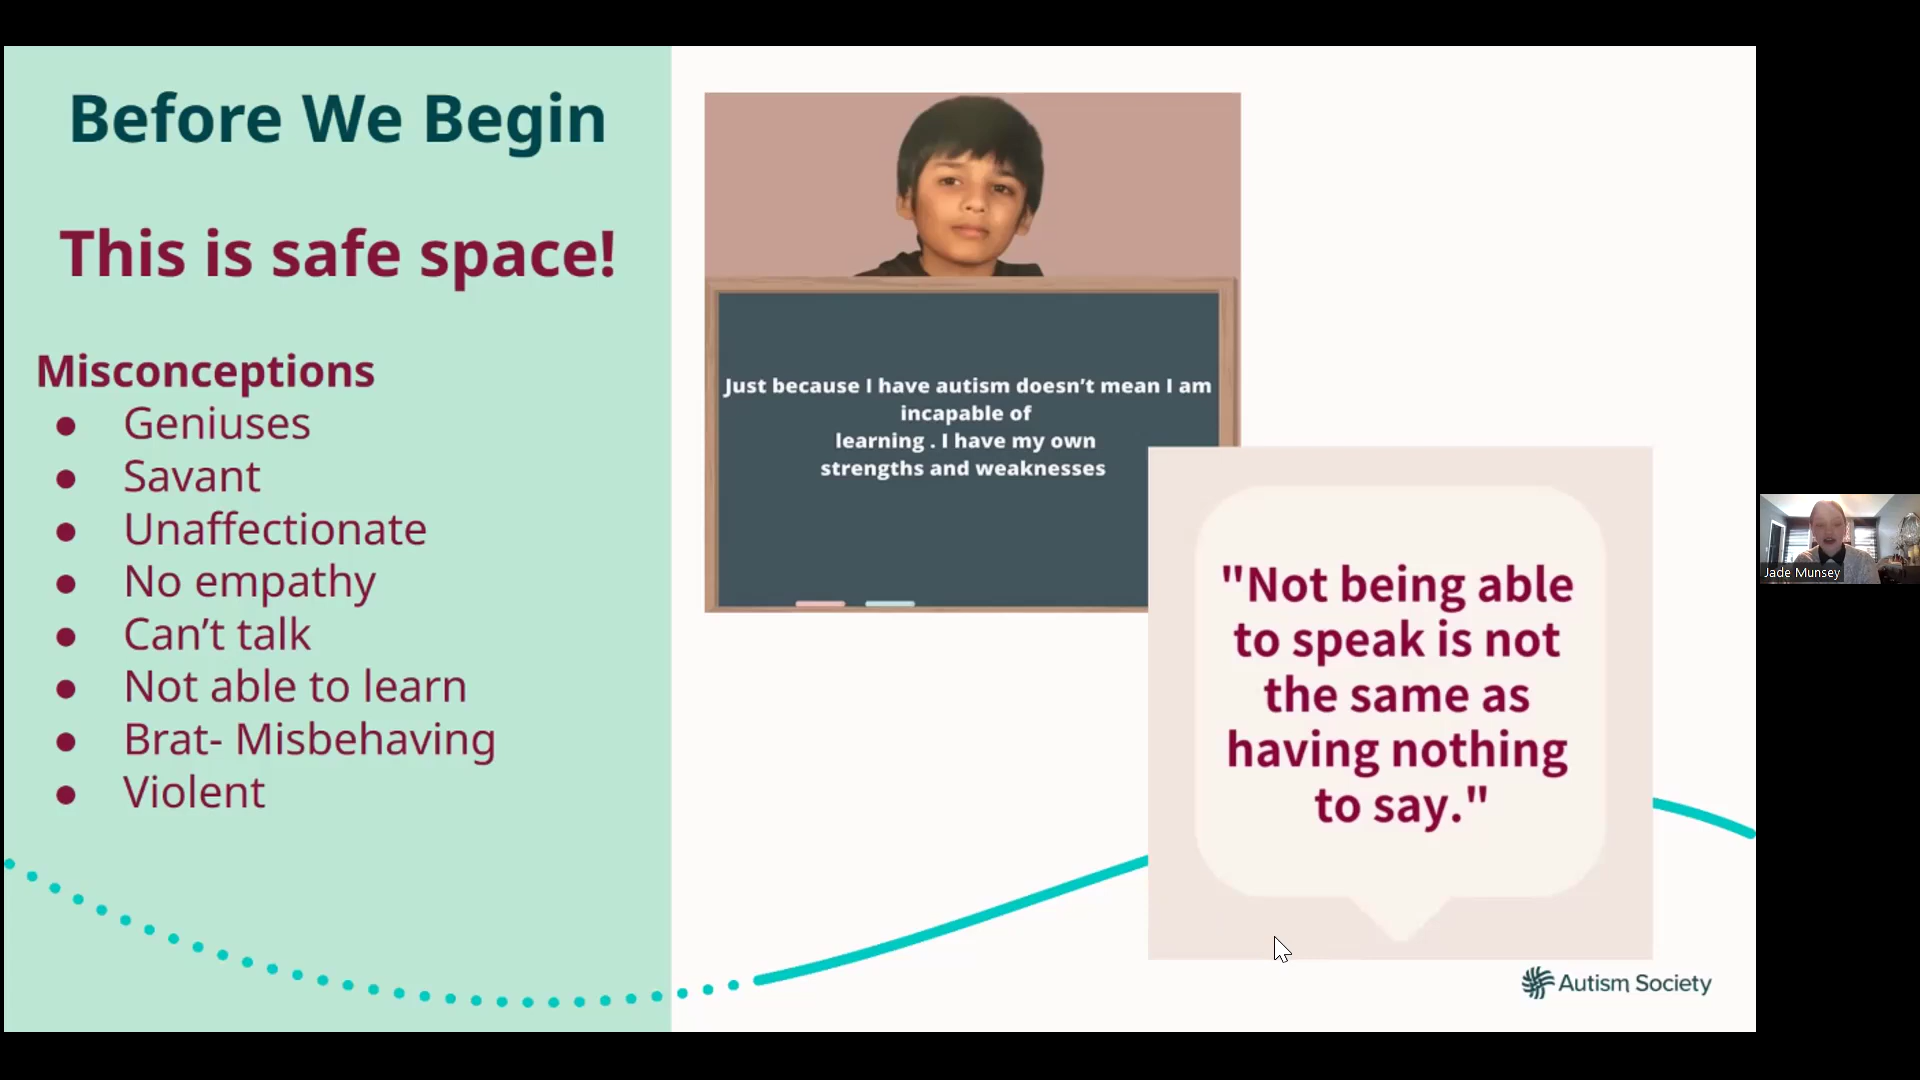 Before We Begin
This is safe space!
Misconceptions
● Geniuses
● Savant
● Unaffectionate
● No empathy
● Can’t talk
● Not able to learn
● Brat- Misbehaving
● Violent
Just because I have autism doesn’t mean I am
incapable of
learning . I have my own
strengths and weaknesses
"Not being able
to speak is not
the same as
having nothing
to say."
Autism Society
Jade Munsey